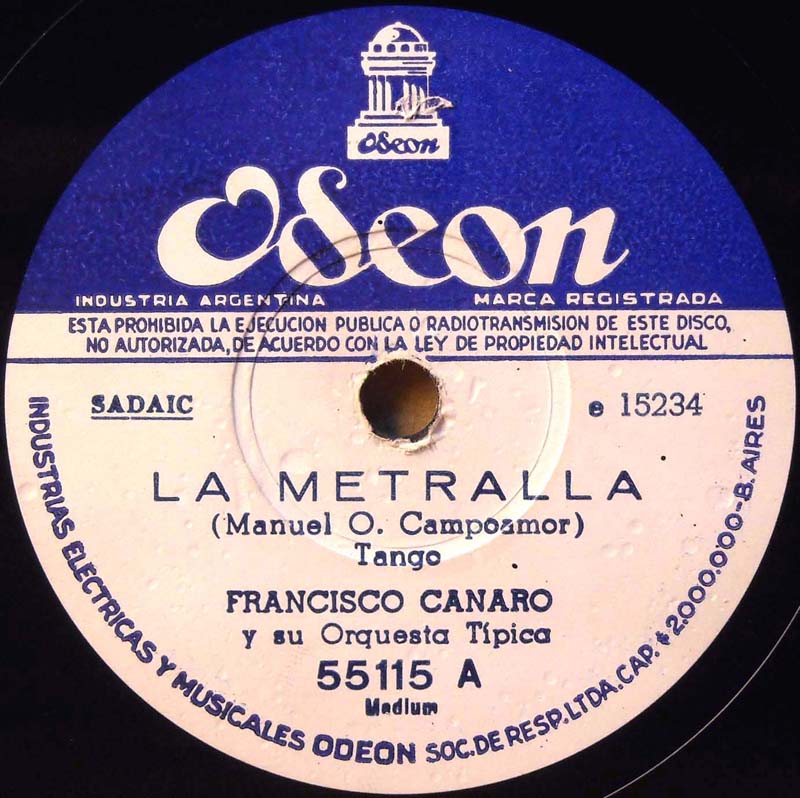 Odeon
Odeon
INDUSTRIA ARGENTINA MARCA REGISTRADA
ESTA PROHIBIDA LA EJECUCION PUBLICA O RADIOTRANSMISION DE ESTE DISCO,
NO AUTORIZADA, DE ACUERDO CON LA LEY DE PROPIEDAD INTELECTUAL
SADAIC e 15234
LA METRALLA
(Manuel O. Campoamor)
Tango
FRANCISCO CANARO
y su Orquesta Típica
55115 A
Medium
INDUSTRIAS ELECTRICAS Y MUSICALES ODEON SOC. DE RESP. LTDA. CAP. $2.000.000-B. AIRES